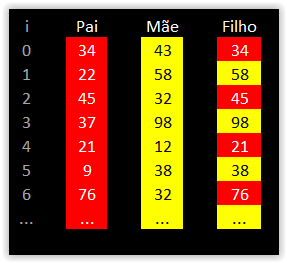 i Pai Mãe Filho
0 34 43 34
1 22 58 58
2 45 32 45
3 37 98 98
4 21 12 21
5 9 38 38
6 76 32 76
... ... ... ...